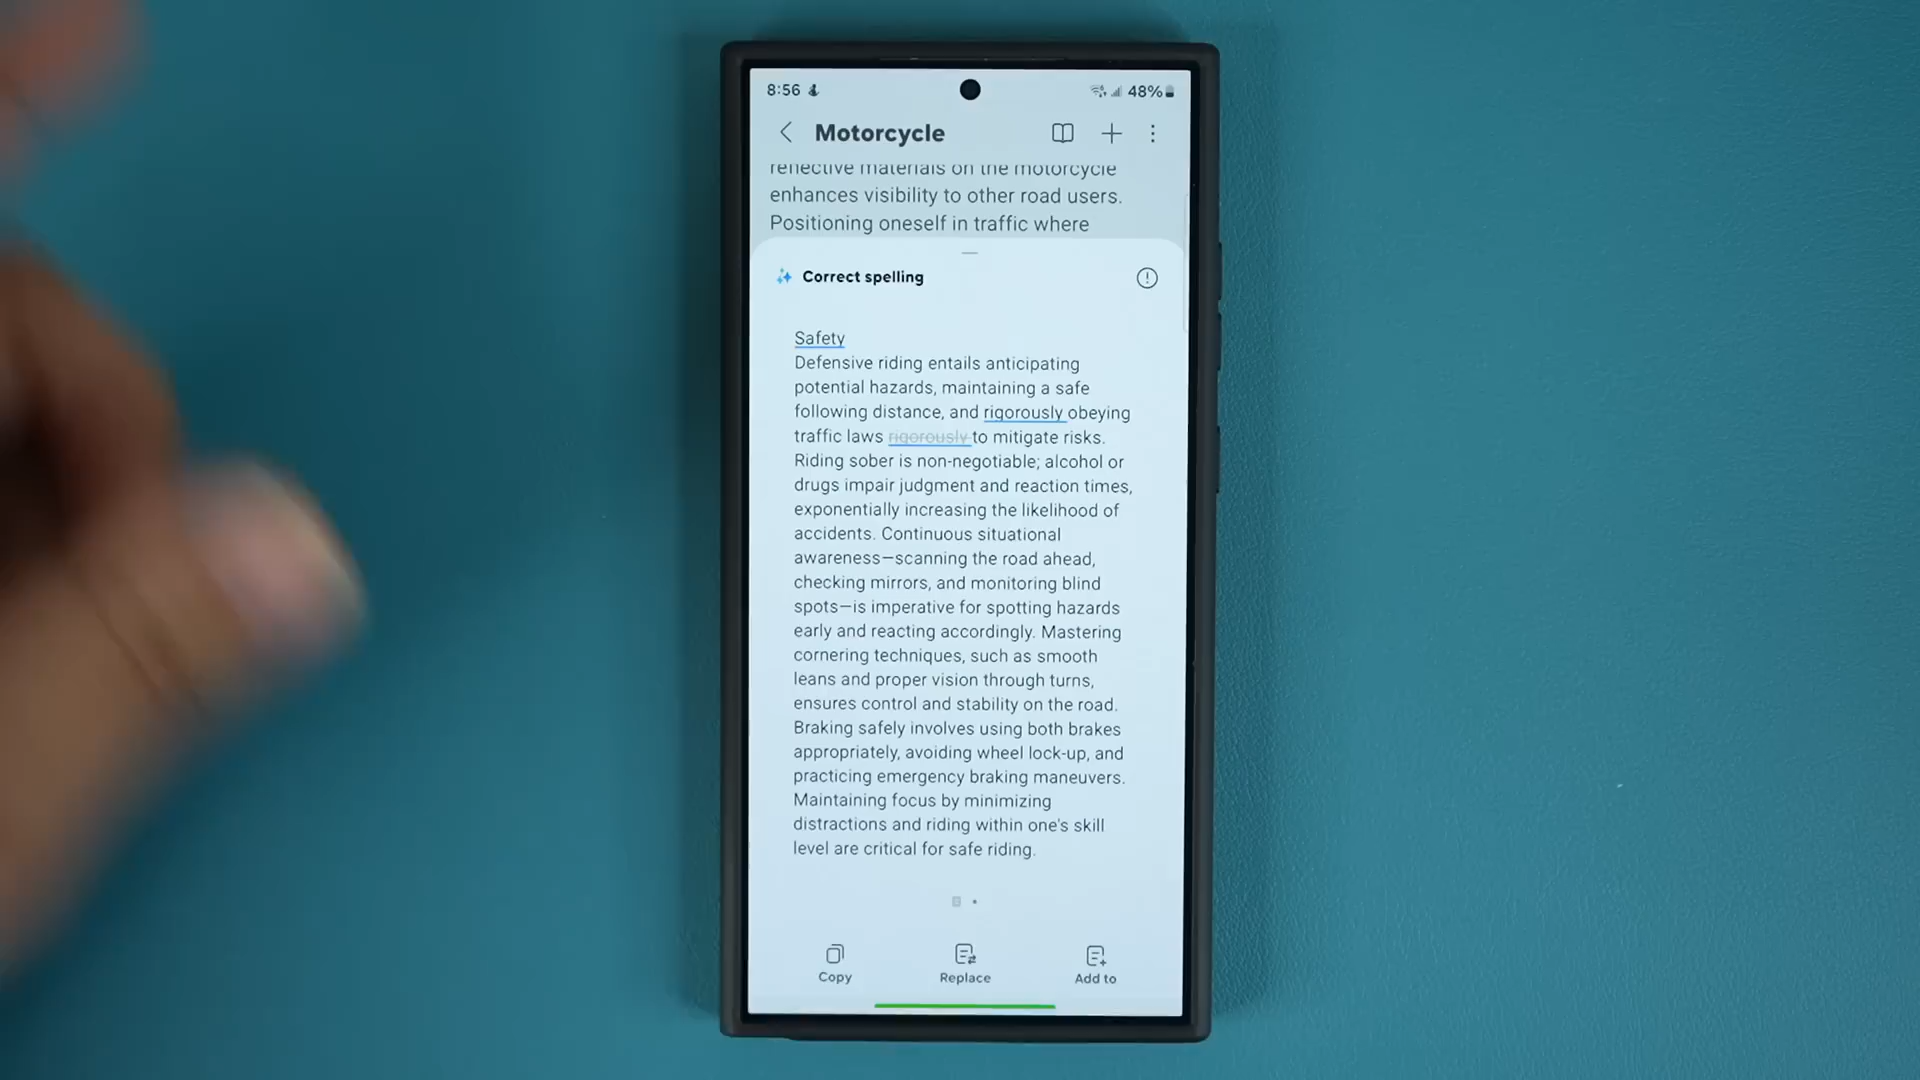 8:56 48%
Motorcycle
reflective materials on the motorcycle
enhances visibility to other road users.
Positioning oneself in traffic where
Correct spelling
Safety
Defensive riding entails anticipating
potential hazards, maintaining a safe
following distance, and rigorously obeying
traffic laws rigorously to mitigate risks.
Riding sober is non-negotiable; alcohol or
drugs impair judgment and reaction times,
exponentially increasing the likelihood of
accidents. Continuous situational
awareness—scanning the road ahead,
checking mirrors, and monitoring blind
spots—is imperative for spotting hazards
early and reacting accordingly. Mastering
cornering techniques, such as smooth
leans and proper vision through turns,
ensures control and stability on the road.
Braking safely involves using both brakes
appropriately, avoiding wheel lock-up, and
practicing emergency braking maneuvers.
Maintaining focus by minimizing
distractions and riding within one's skill
level are critical for safe riding.
Copy Replace Add to